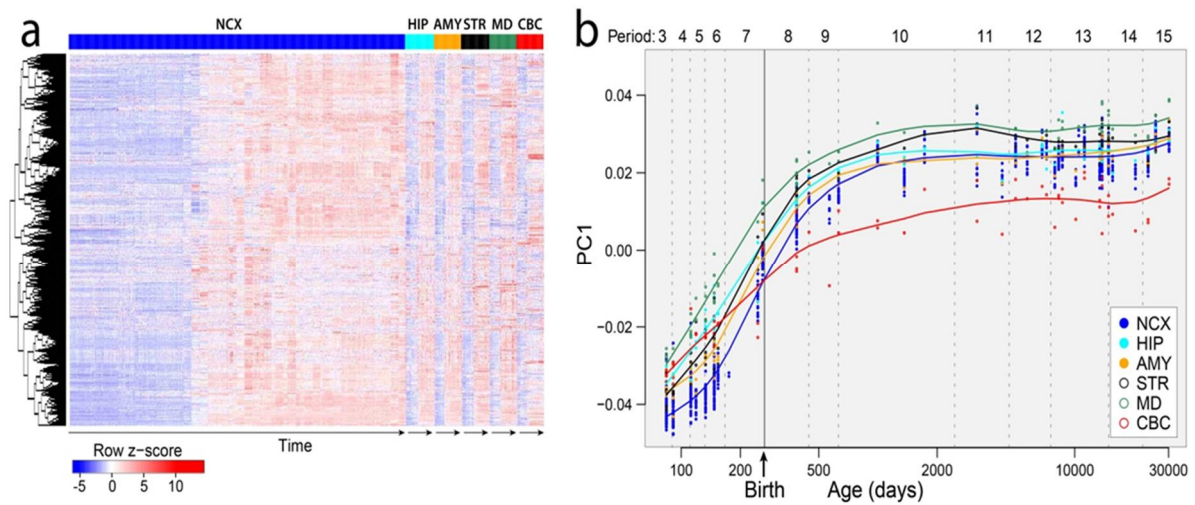 a
NCX HIP AMY STR MD CBC
Time
Row z-score
-5 0 5 10
b
Period: 3 4 5 6 7 8 9 10 11 12 13 14 15
PC1
0.04
0.02
0.00
−0.02
−0.04
NCX
HIP
AMY
STR
MD
CBC
100 200 500 2000 10000 30000
Birth Age (days)